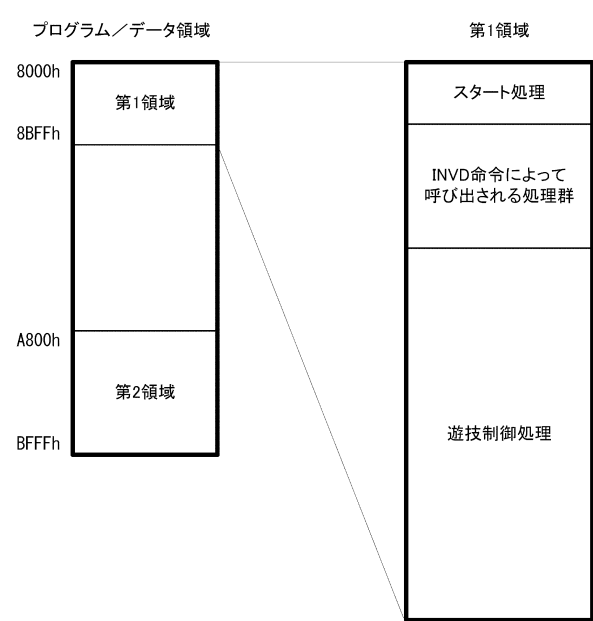 プログラム／データ領域
8000h
第1領域
8BFFh
A800h
第2領域
BFFFh
第1領域
スタート処理
INVD命令によって
呼び出される処理群
遊技制御処理